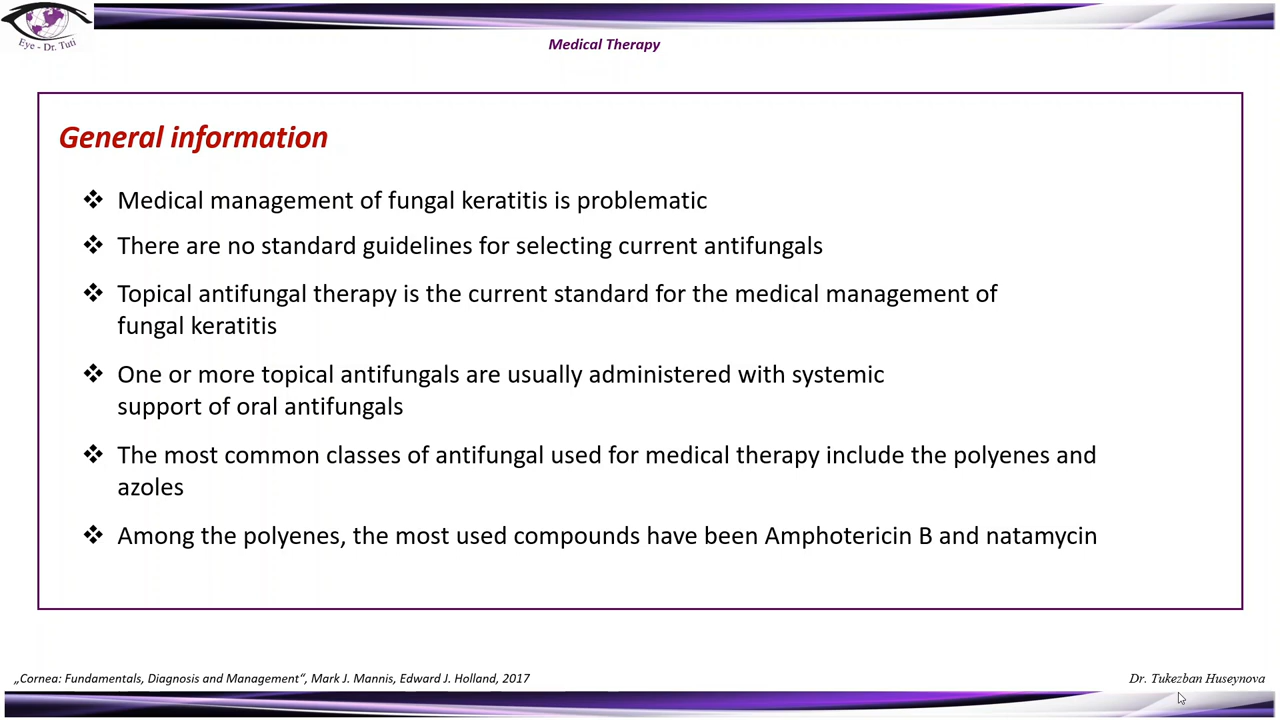 Eye - Dr. Tuti
Medical Therapy
General information
❖ Medical management of fungal keratitis is problematic
❖ There are no standard guidelines for selecting current antifungals
❖ Topical antifungal therapy is the current standard for the medical management of
fungal keratitis
❖ One or more topical antifungals are usually administered with systemic
support of oral antifungals
❖ The most common classes of antifungal used for medical therapy include the polyenes and
azoles
❖ Among the polyenes, the most used compounds have been Amphotericin B and natamycin
„Cornea: Fundamentals, Diagnosis and Management“, Mark J. Mannis, Edward J. Holland, 2017
Dr. Tukezban Huseynova